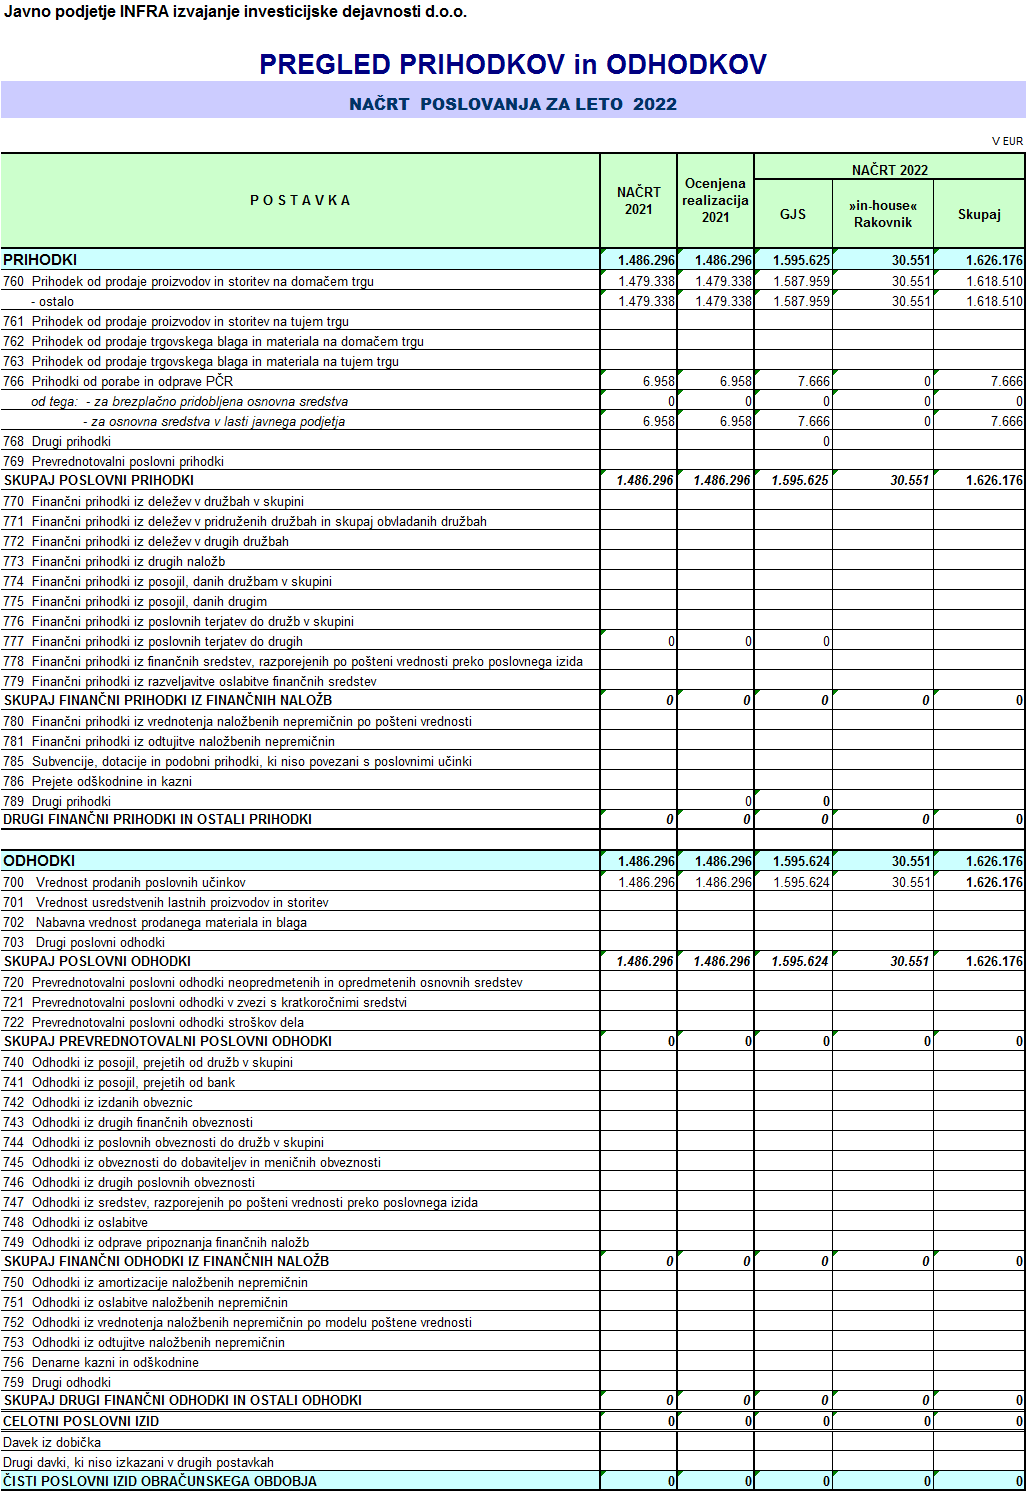 Javno podjetje INFRA izvajanje investicijske dejavnosti d.o.o.
PREGLED PRIHODKOV in ODHODKOV
NAČRT POSLOVANJA ZA LETO 2022
V EUR
P O S T A V K A NAČRT 2021 Ocenjena realizacija 2021 NAČRT 2022
GJS »in-house« Rakovnik Skupaj
PRIHODKI 1.486.296 1.486.296 1.595.625 30.551 1.626.176
760 Prihodek od prodaje proizvodov in storitev na domačem trgu 1.479.338 1.479.338 1.587.959 30.551 1.618.510
- ostalo 1.479.338 1.479.338 1.587.959 30.551 1.618.510
761 Prihodek od prodaje proizvodov in storitev na tujem trgu
762 Prihodek od prodaje trgovskega blaga in materiala na domačem trgu
763 Prihodek od prodaje trgovskega blaga in materiala na tujem trgu
766 Prihodki od porabe in odprave PČR 6.958 6.958 7.666 0 7.666
od tega: - za brezplačno pridobljena osnovna sredstva 0 0 0 0 0
- za osnovna sredstva v lasti javnega podjetja 6.958 6.958 7.666 0 7.666
768 Drugi prihodki 0
769 Prevrednotovalni poslovni prihodki
SKUPAJ POSLOVNI PRIHODKI 1.486.296 1.486.296 1.595.625 30.551 1.626.176
770 Finančni prihodki iz deležev v družbah v skupini
771 Finančni prihodki iz deležev v pridruženih družbah in skupaj obvladanih družbah
772 Finančni prihodki iz deležev v drugih družbah
773 Finančni prihodki iz drugih naložb
774 Finančni prihodki iz posojil, danih družbam v skupini
775 Finančni prihodki iz posojil, danih drugim
776 Finančni prihodki iz poslovnih terjatev do družb v skupini
777 Finančni prihodki iz poslovnih terjatev do drugih 0 0 0
778 Finančni prihodki iz finančnih sredstev, razporejenih po pošteni vrednosti preko poslovnega izida
779 Finančni prihodki iz razveljavitve oslabitve finančnih sredstev
SKUPAJ FINANČNI PRIHODKI IZ FINANČNIH NALOŽB 0 0 0 0 0
780 Finančni prihodki iz vrednotenja naložbenih nepremičnin po pošteni vrednosti
781 Finančni prihodki iz odtujitve naložbenih nepremičnin
785 Subvencije, dotacije in podobni prihodki, ki niso povezani s poslovnimi učinki
786 Prejete odškodnine in kazni
789 Drugi prihodki 0 0
DRUGI FINANČNI PRIHODKI IN OSTALI PRIHODKI 0 0 0 0 0
ODHODKI 1.486.296 1.486.296 1.595.624 30.551 1.626.176
700 Vrednost prodanih poslovnih učinkov 1.486.296 1.486.296 1.595.624 30.551 1.626.176
701 Vrednost usredstvenih lastnih proizvodov in storitev
702 Nabavna vrednost prodanega materiala in blaga
703 Drugi poslovni odhodki
SKUPAJ POSLOVNI ODHODKI 1.486.296 1.486.296 1.595.624 30.551 1.626.176
720 Prevrednotovalni poslovni odhodki neopredmetenih in opredmetenih osnovnih sredstev
721 Prevrednotovalni poslovni odhodki v zvezi s kratkoročnimi sredstvi
722 Prevrednotovalni poslovni odhodki stroškov dela
SKUPAJ PREVREDNOTOVALNI POSLOVNI ODHODKI 0 0 0 0 0
740 Odhodki iz posojil, prejetih od družb v skupini
741 Odhodki iz posojil, prejetih od bank
742 Odhodki iz izdanih obveznic
743 Odhodki iz drugih finančnih obveznosti
744 Odhodki iz poslovnih obveznosti do družb v skupini
745 Odhodki iz obveznosti do dobaviteljev in meničnih obveznosti
746 Odhodki iz drugih poslovnih obveznosti
747 Odhodki iz sredstev, razporejenih po pošteni vrednosti preko poslovnega izida
748 Odhodki iz oslabitve
749 Odhodki iz odprave pripoznanja finančnih naložb
SKUPAJ FINANČNI ODHODKI IZ FINANČNIH NALOŽB 0 0 0 0 0
750 Odhodki iz amortizacije naložbenih nepremičnin
751 Odhodki iz oslabitve naložbenih nepremičnin
752 Odhodki iz vrednotenja naložbenih nepremičnin po modelu poštene vrednosti
753 Odhodki iz odtujitve naložbenih nepremičnin
756 Denarne kazni in odškodnine
759 Drugi odhodki
SKUPAJ DRUGI FINANČNI ODHODKI IN OSTALI ODHODKI 0 0 0 0 0
CELOTNI POSLOVNI IZID 0 0 0 0 0
Davek iz dobička
Drugi davki, ki niso izkazani v drugih postavkah
ČISTI POSLOVNI IZID OBRAČUNSKEGA OBDOBJA 0 0 0 0 0